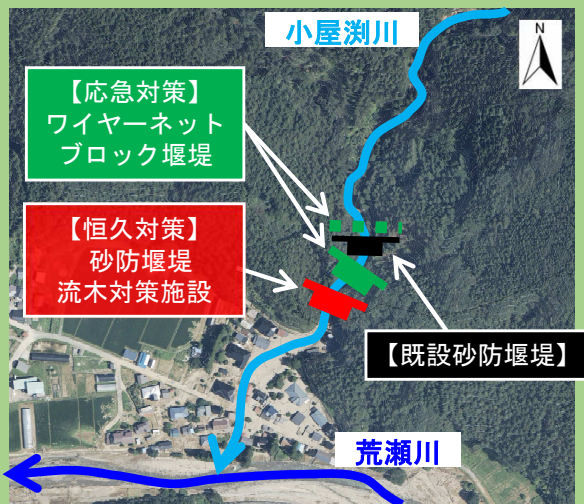 小屋渕川
N
【応急対策】
ワイヤーネット
ブロック堰堤
【恒久対策】
砂防堰堤
流木対策施設
【既設砂防堰堤】
荒瀬川